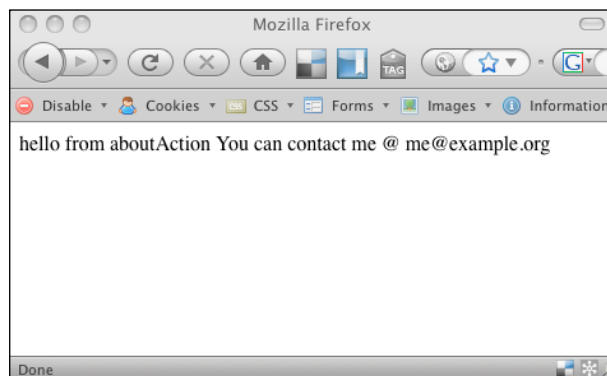 Mozilla Firefox
TAG
G
Disable Cookies CSS CSS Forms Images Information
hello from aboutAction You can contact me @ me@example.org
Done